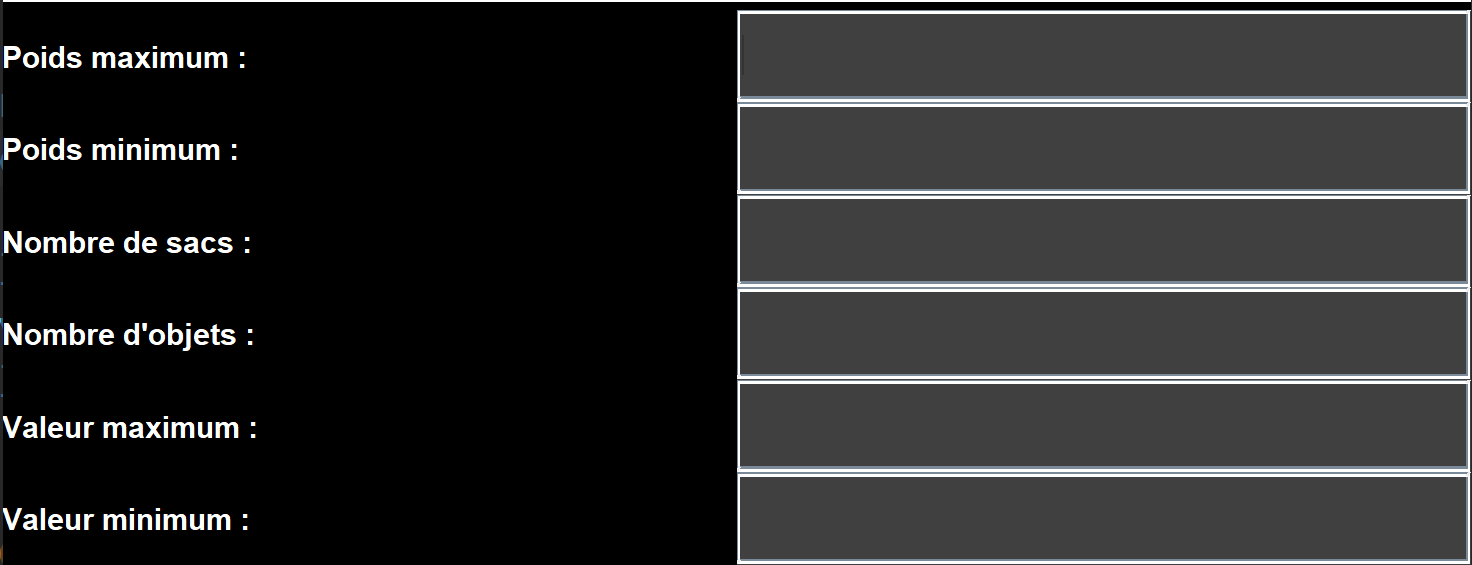 Poids maximum :
Poids minimum :
Nombre de sacs :
Nombre d'objets :
Valeur maximum :
Valeur minimum :